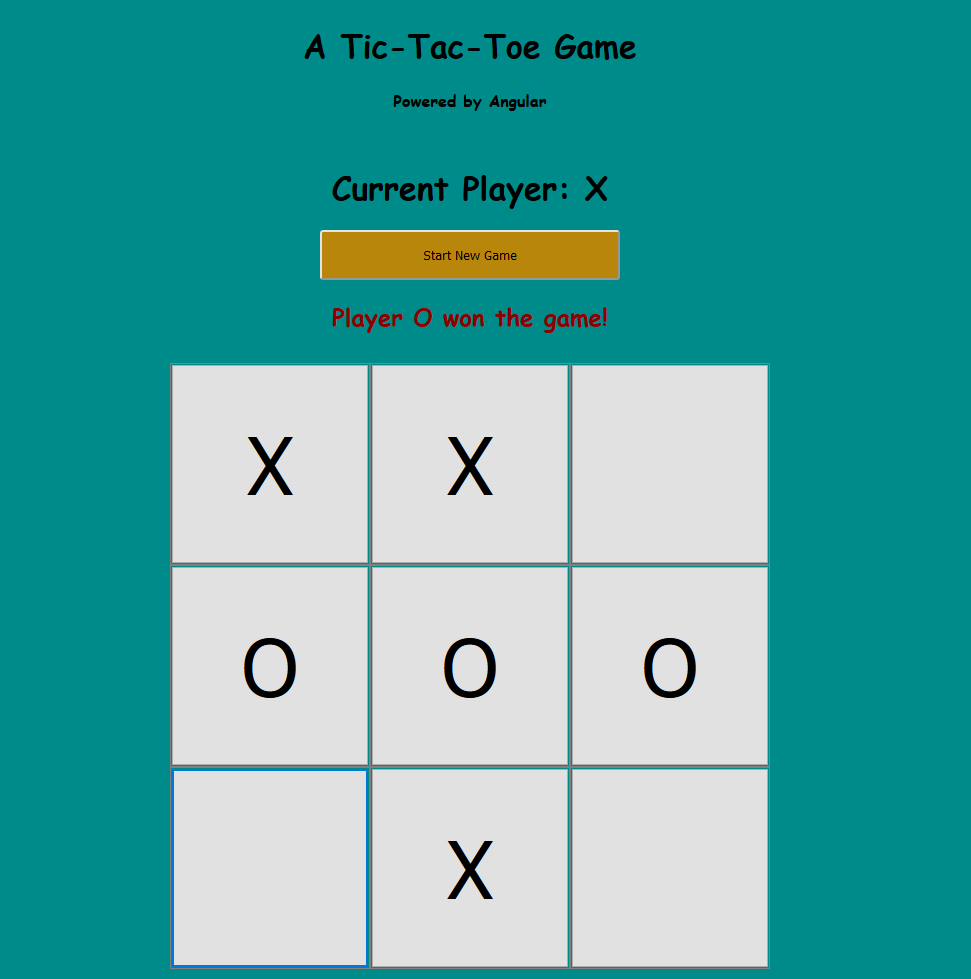 A Tic-Tac-Toe Game
Powered by Angular
Current Player: X
Start New Game
Player O won the game!
X X
O O O
X